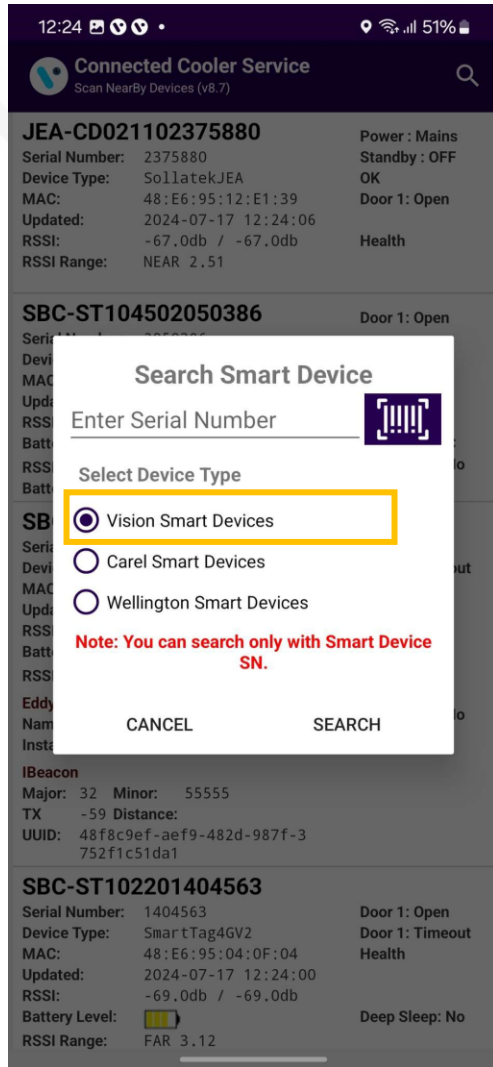 12:24
51%
Connected Cooler Service
Scan NearBy Devices (v8.7)
JEA-CD021102375880
Power : Mains
Serial Number: 2375880
Standby : OFF
Device Type: SollatekJEA
OK
MAC: 48:E6:95:12:E1:39
Door 1: Open
Updated: 2024-07-17 12:24:06
RSSI: -67.0db / -67.0db
Health
RSSI Range: NEAR 2.51
SBC-ST104502050386
Door 1: Open
Search Smart Device
Enter Serial Number
Select Device Type
Vision Smart Devices
Carel Smart Devices
Wellington Smart Devices
Note: You can search only with Smart Device
SN.
CANCEL SEARCH
IBeacon
Major: 32 Minor: 55555
TX -59 Distance:
UUID: 48f8c9ef-aef9-482d-987f-3
752f1c51da1
SBC-ST102201404563
Serial Number: 1404563
Door 1: Open
Device Type: SmartTag4GV2
Door 1: Timeout
MAC: 48:E6:95:04:0F:04
Health
Updated: 2024-07-17 12:24:00
RSSI: -69.0db / -69.0db
Battery Level:
Deep Sleep: No
RSSI Range: FAR 3.12